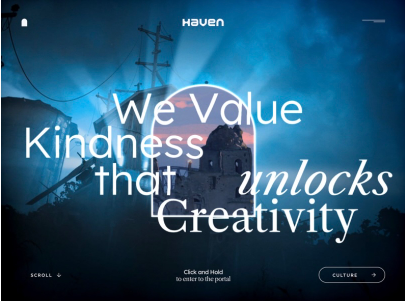 Haven
We Value
Kindness
that unlocks
Creativity
SCROLL
Click and Hold
to enter to the portal
CULTURE